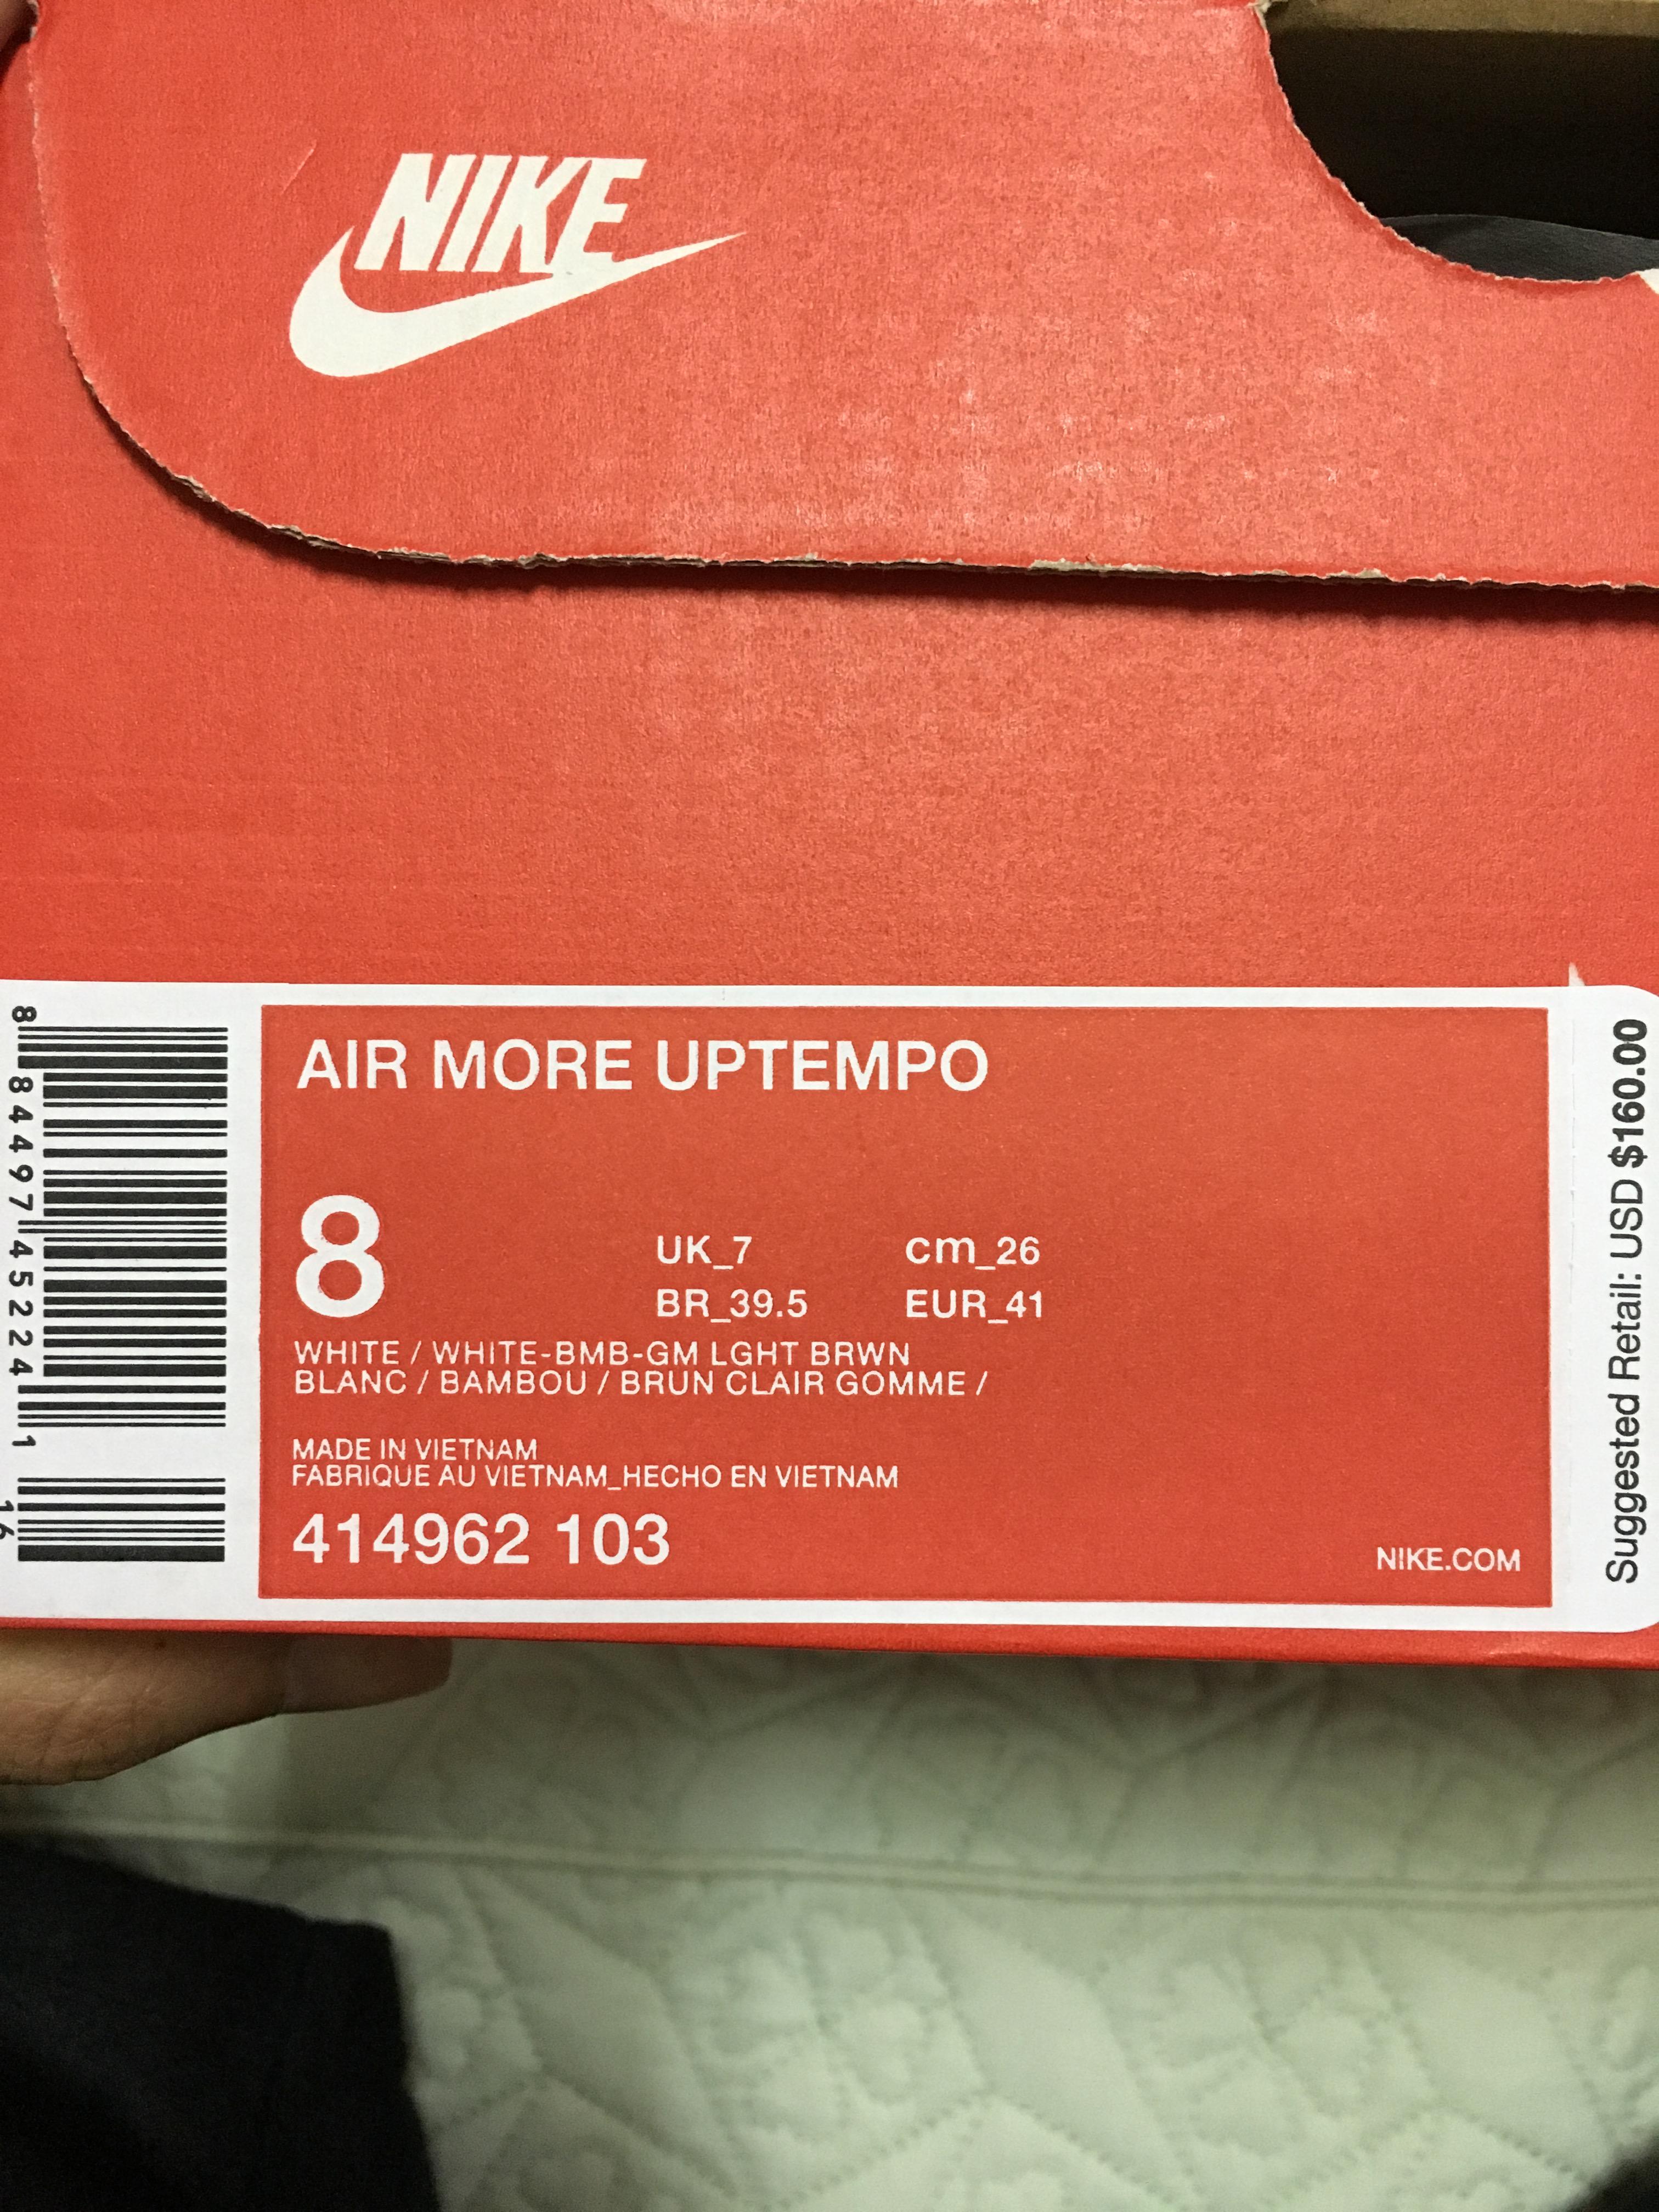 NIKE
AIR MORE UPTEMPO
8
UK_7 cm_26
BR_39.5 EUR_41
WHITE / WHITE-BMB-GM LGHT BRWN
BLANC / BAMBOU / BRUN CLAIR GOMME /
MADE IN VIETNAM
FABRIQUE AU VIETNAM_HECHO EN VIETNAM
414962 103
NIKE.COM
8 84497 45224 1
16
Suggested Retail: USD $160.00